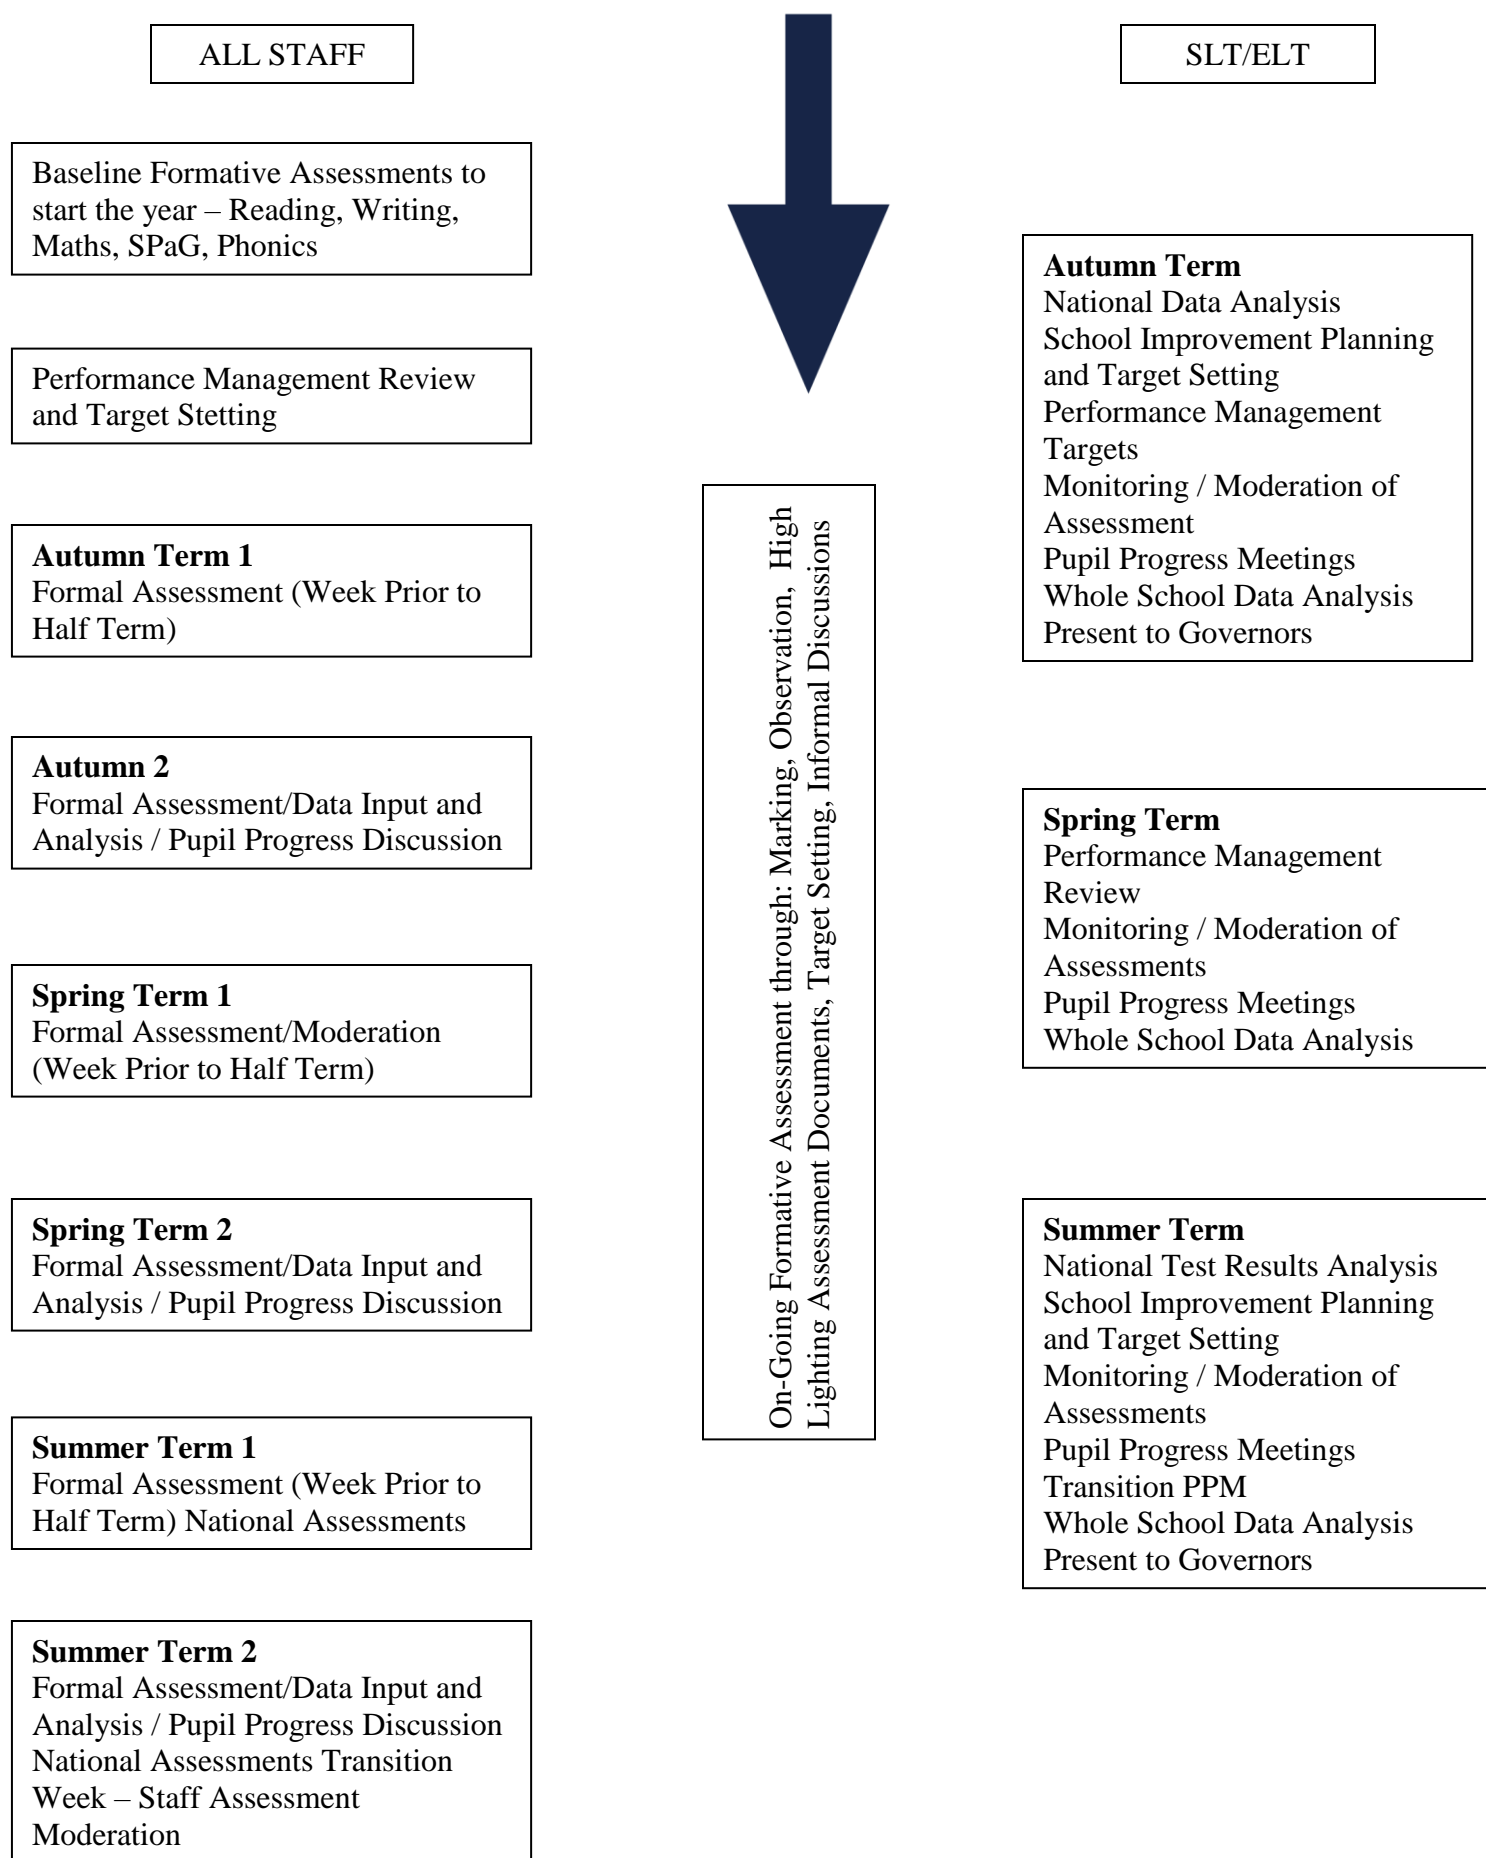 ALL STAFF
Baseline Formative Assessments to
start the year – Reading, Writing,
Maths, SPaG, Phonics
Performance Management Review
and Target Stetting
Autumn Term 1
Formal Assessment (Week Prior to
Half Term)
Autumn 2
Formal Assessment/Data Input and
Analysis / Pupil Progress Discussion
Spring Term 1
Formal Assessment/Moderation
(Week Prior to Half Term)
Spring Term 2
Formal Assessment/Data Input and
Analysis / Pupil Progress Discussion
Summer Term 1
Formal Assessment (Week Prior to
Half Term) National Assessments
Summer Term 2
Formal Assessment/Data Input and
Analysis / Pupil Progress Discussion
National Assessments Transition
Week – Staff Assessment
Moderation
On-Going Formative Assessment through: Marking, Observation, High
Lighting Assessment Documents, Target Setting, Informal Discussions
SLT/ELT
Autumn Term
National Data Analysis
School Improvement Planning
and Target Setting
Performance Management
Targets
Monitoring / Moderation of
Assessment
Pupil Progress Meetings
Whole School Data Analysis
Present to Governors
Spring Term
Performance Management
Review
Monitoring / Moderation of
Assessments
Pupil Progress Meetings
Whole School Data Analysis
Summer Term
National Test Results Analysis
School Improvement Planning
and Target Setting
Monitoring / Moderation of
Assessments
Pupil Progress Meetings
Transition PPM
Whole School Data Analysis
Present to Governors